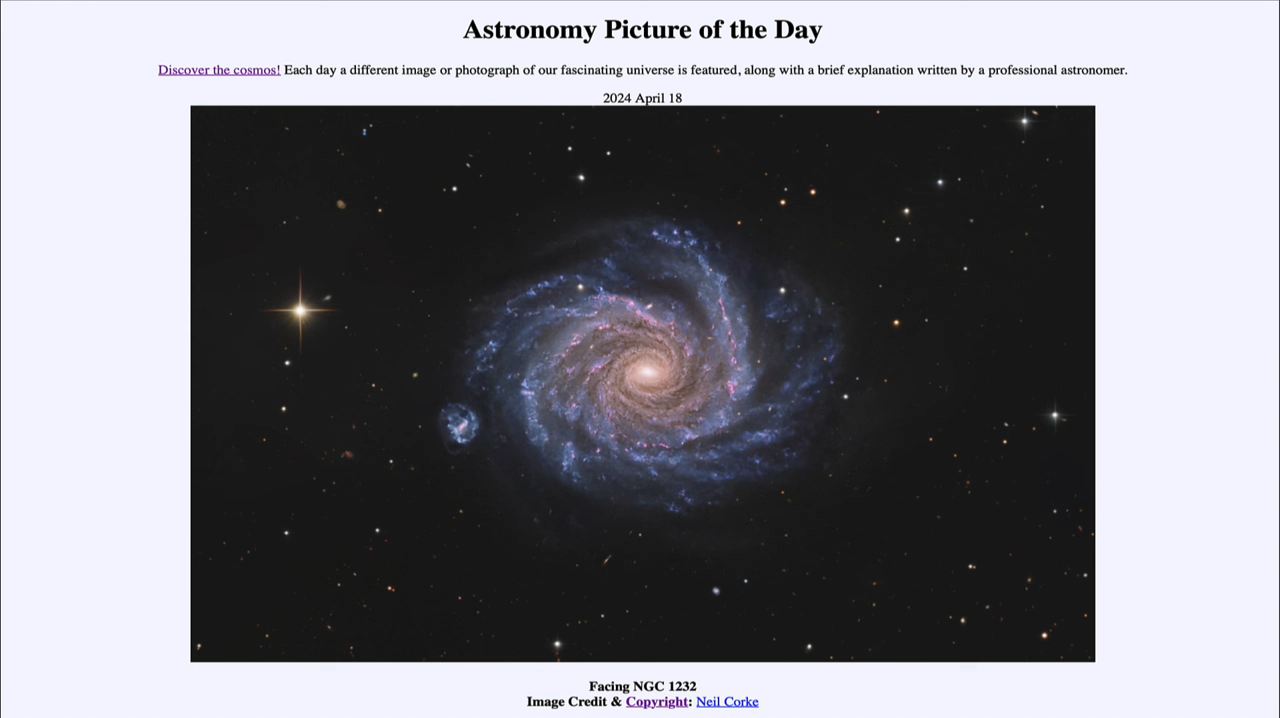 Astronomy Picture of the Day
Discover the cosmos! Each day a different image or photograph of our fascinating universe is featured, along with a brief explanation written by a professional astronomer.
2024 April 18
Facing NGC 1232
Image Credit & Copyright: Neil Corke